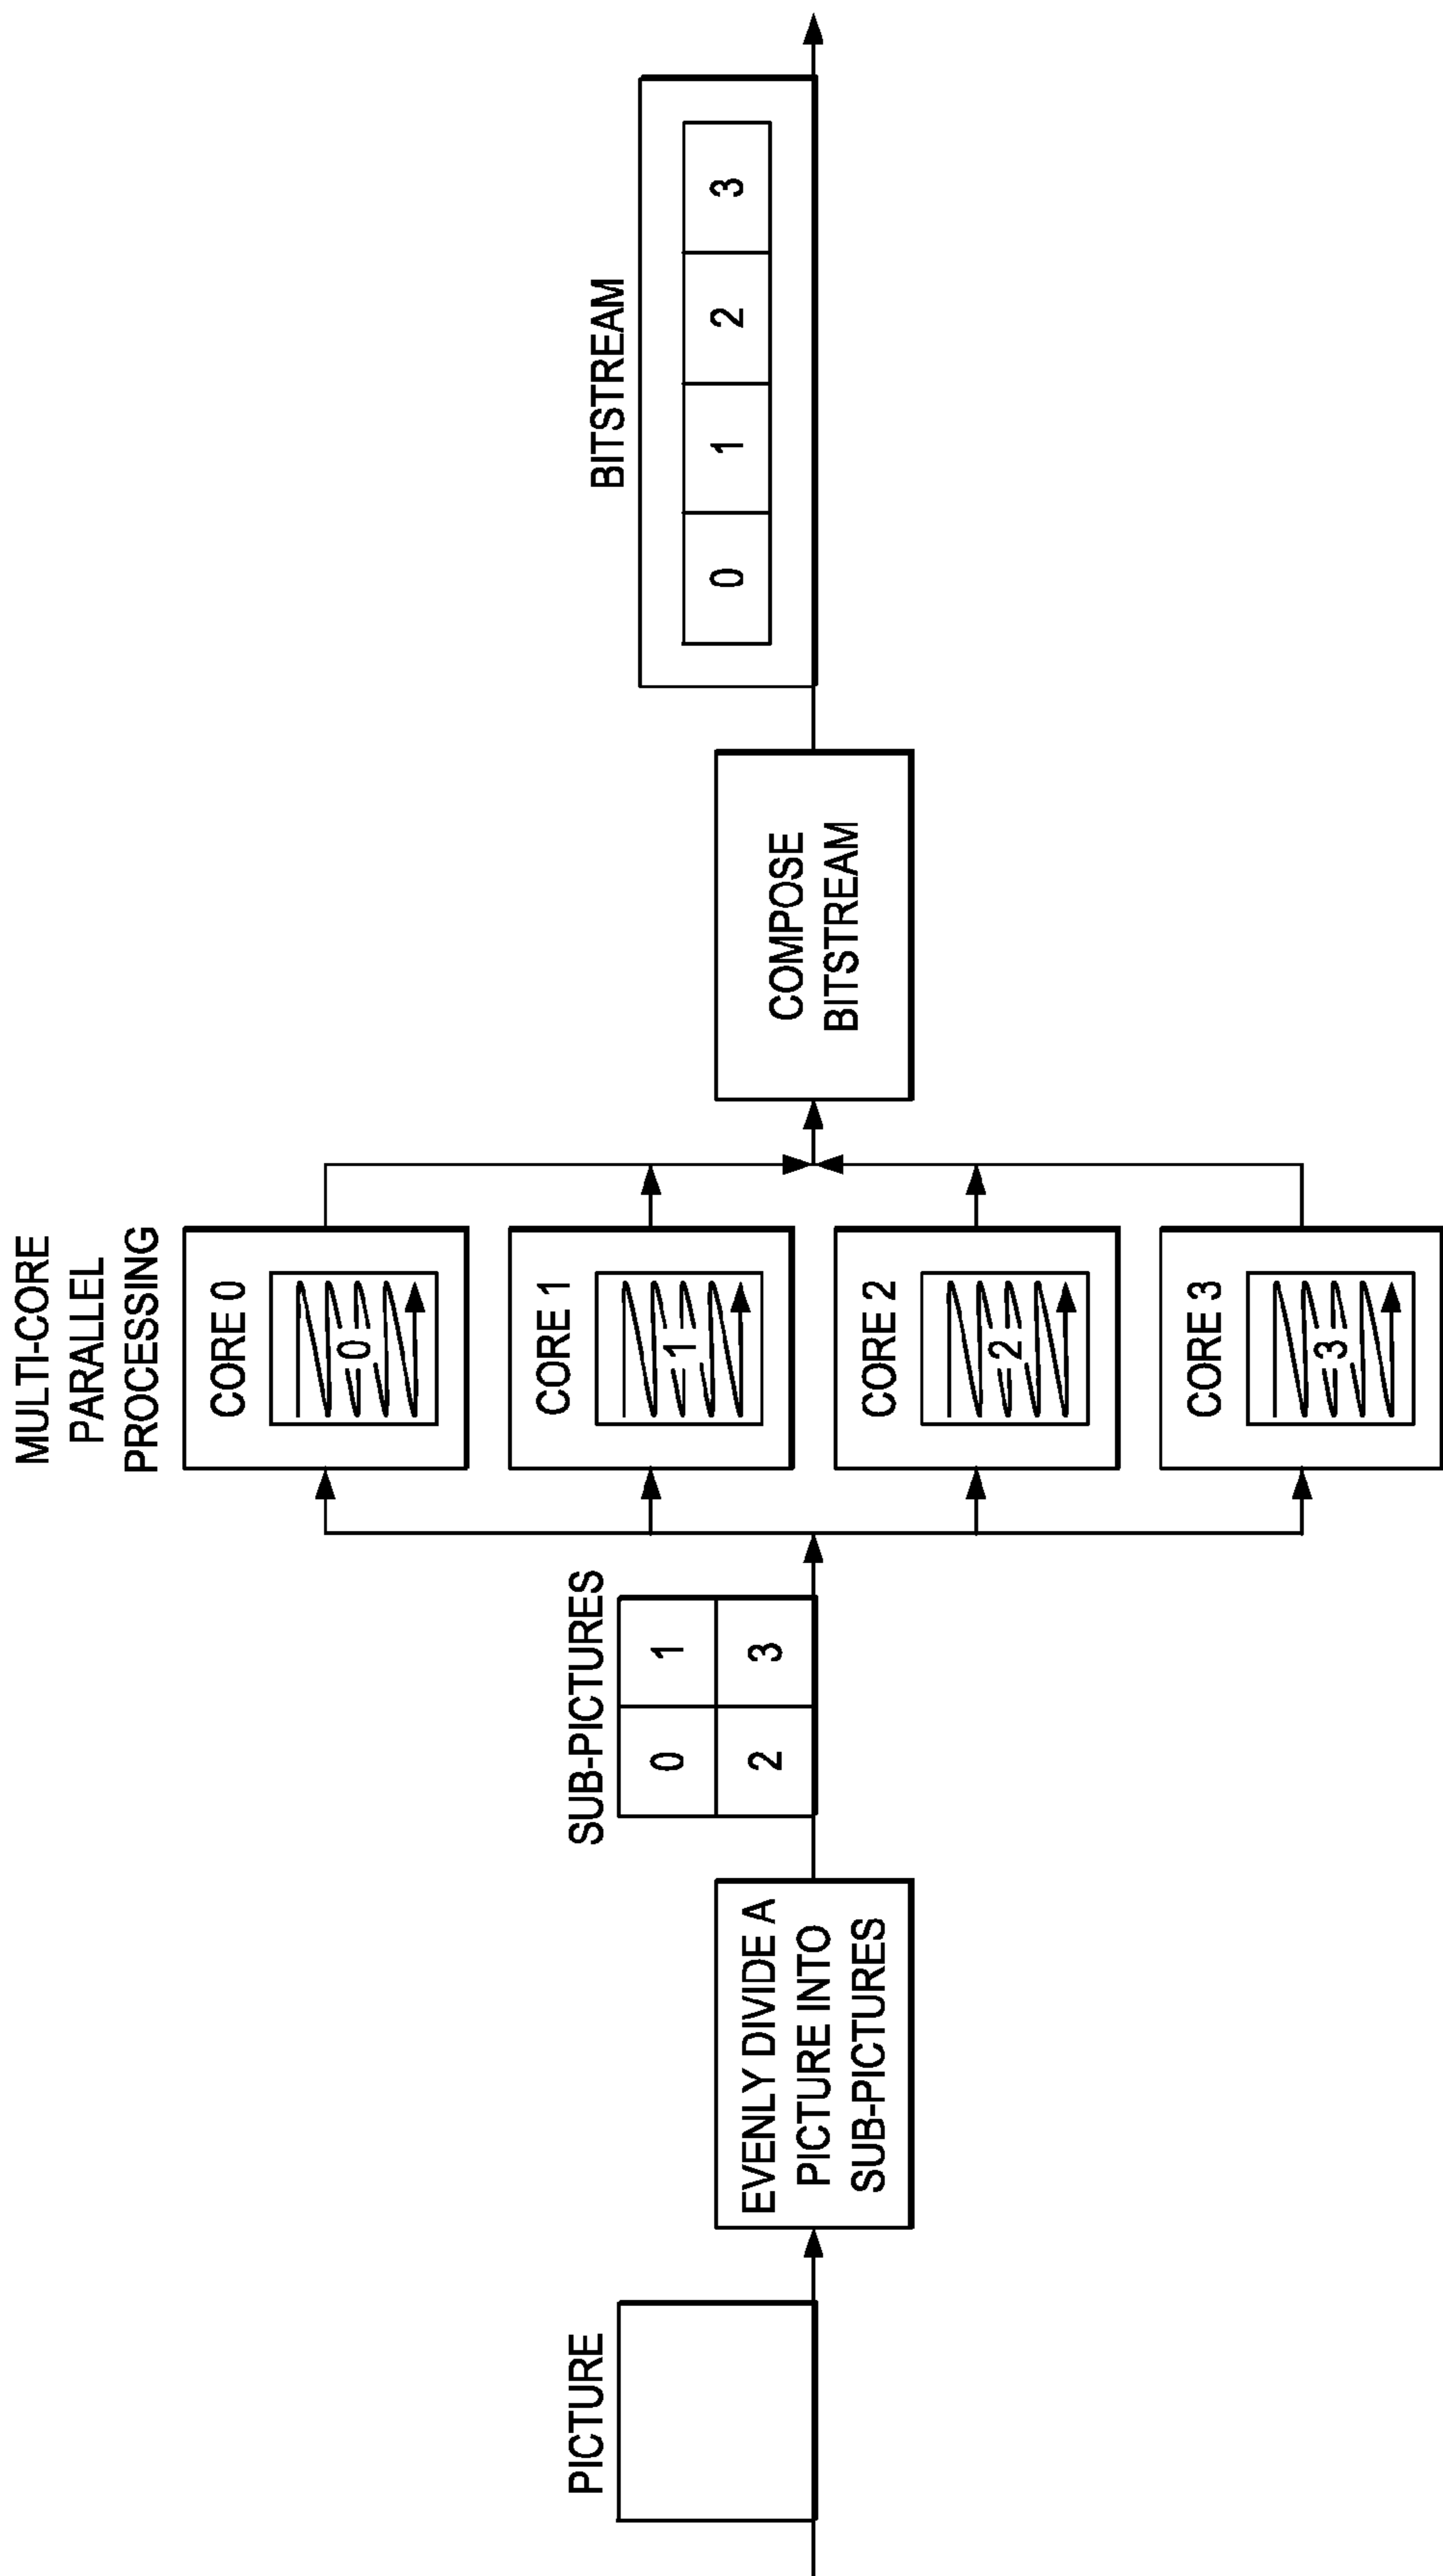 PICTURE
EVENLY DIVIDE A
PICTURE INTO
SUB-PICTURES
SUB-PICTURES
0 1
2 3
MULTI-CORE
PARALLEL
PROCESSING
CORE 0
0
CORE 1
1
CORE 2
2
CORE 3
3
COMPOSE
BITSTREAM
BITSTREAM
0 1 2 3